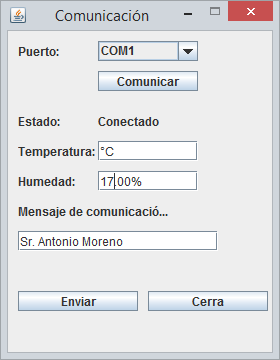 Comunicación
Puerto: COM1
Comunicar
Estado: Conectado
Temperatura: °C
Humedad: 17.00%
Mensaje de comunicació...
Sr. Antonio Moreno
Enviar Cerra